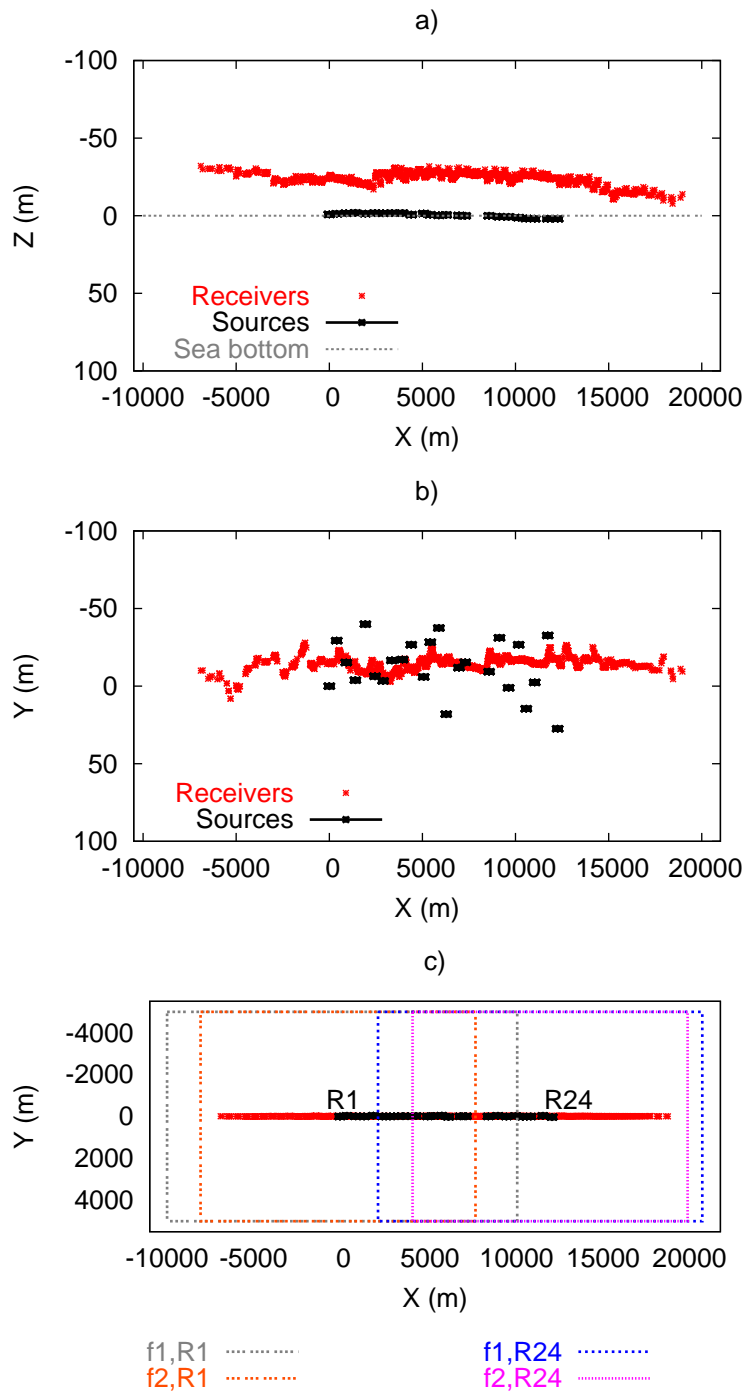 a)
-100
-50
0
50
100
Z (m)
Receivers
Sources
Sea bottom
-10000 -5000 0 5000 10000 15000 20000
X (m)
b)
-100
-50
0
50
100
Y (m)
Receivers
Sources
-10000 -5000 0 5000 10000 15000 20000
X (m)
c)
-4000
-2000
0
2000
4000
Y (m)
R1 R24
-10000 -5000 0 5000 10000 15000 20000
X (m)
f1,R1 f1,R24
f2,R1 f2,R24